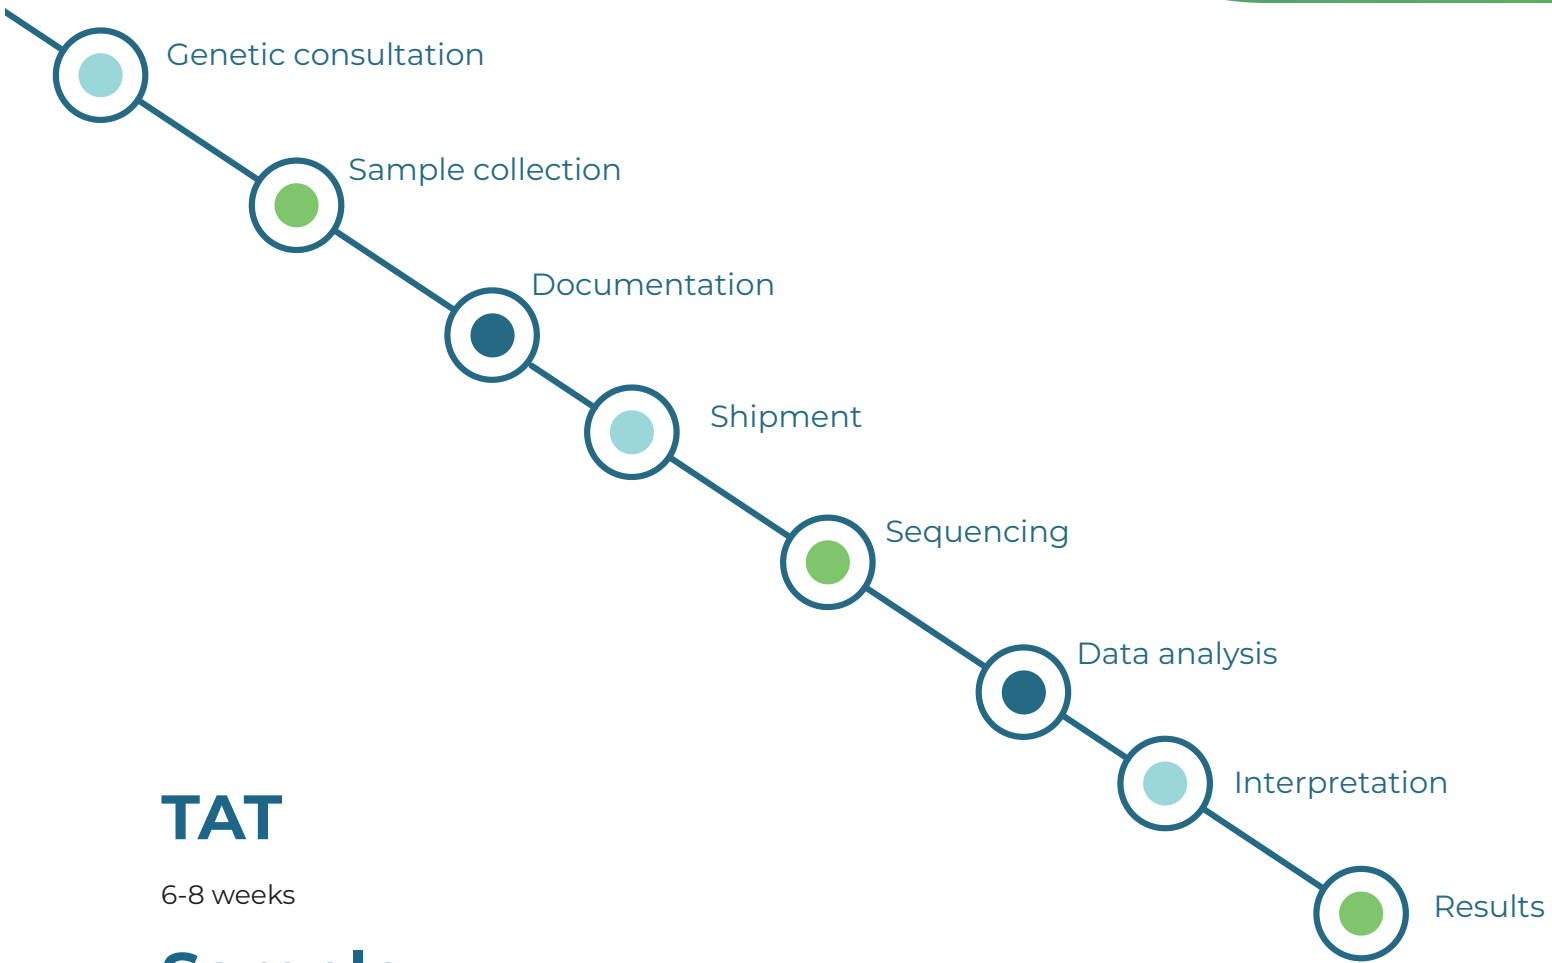 Genetic consultation
Sample collection
Documentation
Shipment
Sequencing
Data analysis
Interpretation
TAT
6-8 weeks
Results